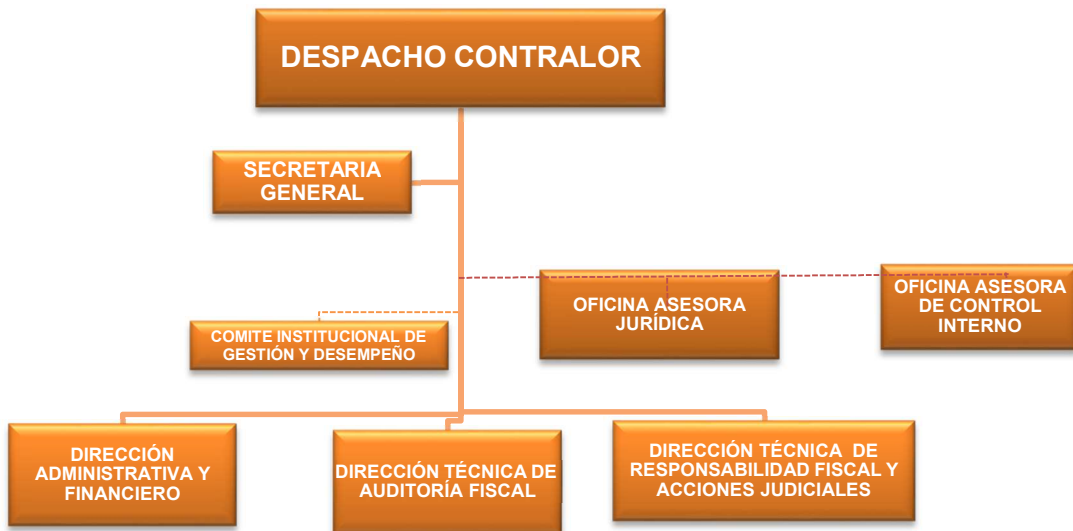 DESPACHO CONTRALOR
SECRETARIA
GENERAL
OFICINA ASESORA
JURÍDICA
OFICINA ASESORA
DE CONTROL
INTERNO
COMITE INSTITUCIONAL DE
GESTIÓN Y DESEMPEÑO
DIRECCIÓN
ADMINISTRATIVA Y
FINANCIERO
DIRECCIÓN TÉCNICA DE
AUDITORÍA FISCAL
DIRECCIÓN TÉCNICA DE
RESPONSABILIDAD FISCAL Y
ACCIONES JUDICIALES